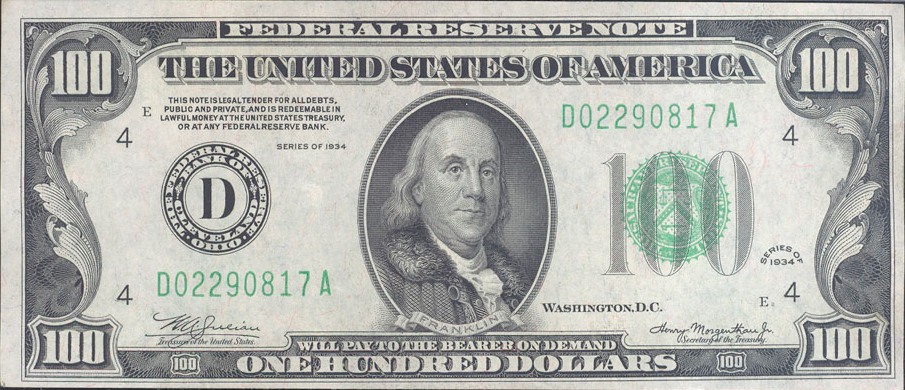 FEDERAL RESERVE NOTE
100
THE UNITED STATES OF AMERICA
100
E
THIS NOTE IS LEGAL TENDER FOR ALL DEBTS,
PUBLIC AND PRIVATE, AND IS REDEEMABLE IN
LAWFUL MONEY AT THE UNITED STATES TREASURY,
OR AT ANY FEDERAL RESERVE BANK.
4
SERIES OF 1934
D02290817A
4
FEDERAL RESERVE
BANK OF
D
CLEVELAND
OHIO
100
D02290817A
4
SERIES OF
1934
WASHINGTON, D.C.
E
4
FRANKLIN
W A Julian
Treasurer of the United States.
Henry Morgenthau Jr.
Secretary of the Treasury.
WILL PAY TO THE BEARER ON DEMAND
100
100
ONE HUNDRED DOLLARS
100
100